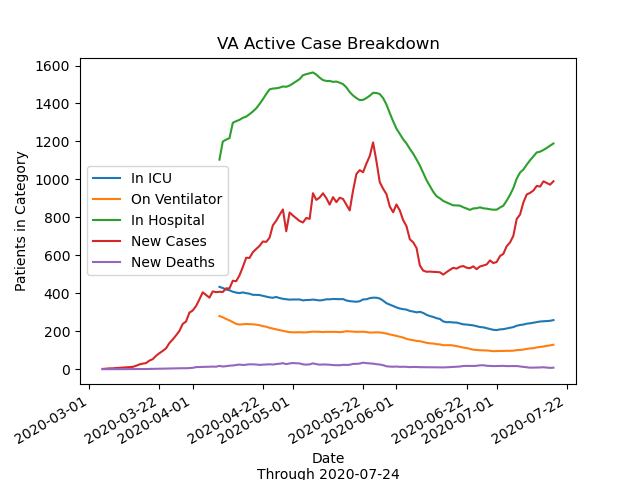 VA Active Case Breakdown
Patients in Category
1600
1400
1200
1000
800
600
400
200
0
In ICU
On Ventilator
In Hospital
New Cases
New Deaths
2020-03-01
2020-03-22
2020-04-01
2020-04-22
2020-05-01
2020-05-22
2020-06-01
2020-06-22
2020-07-01
2020-07-22
Date
Through 2020-07-24